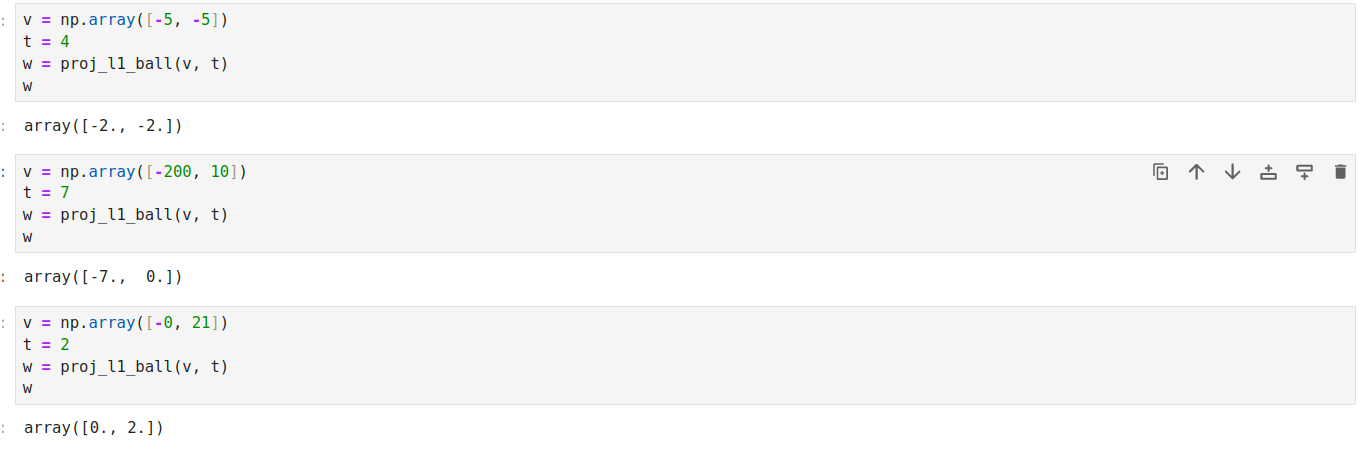 v = np.array([-5, -5])
t = 4
w = proj_l1_ball(v, t)
w
array([-2., -2.])
v = np.array([-200, 10])
t = 7
w = proj_l1_ball(v, t)
w
array([-7.,  0.])
v = np.array([-0, 21])
t = 2
w = proj_l1_ball(v, t)
w
array([0., 2.])